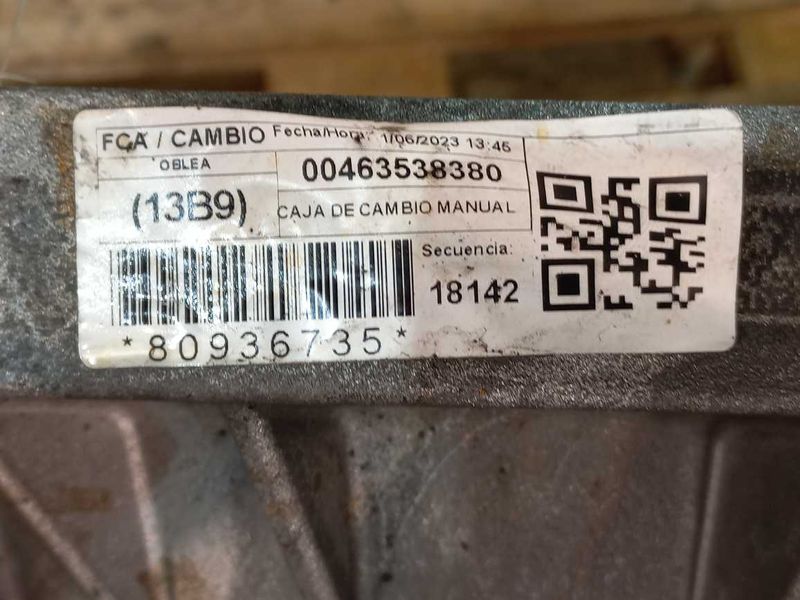 FCA / CAMBIO Fecha/Hora: 1/06/2023 13:45
OBLEA
00463538380
(13B9)
CAJA DE CAMBIO MANUAL
Secuencia:
18142
*80936735*